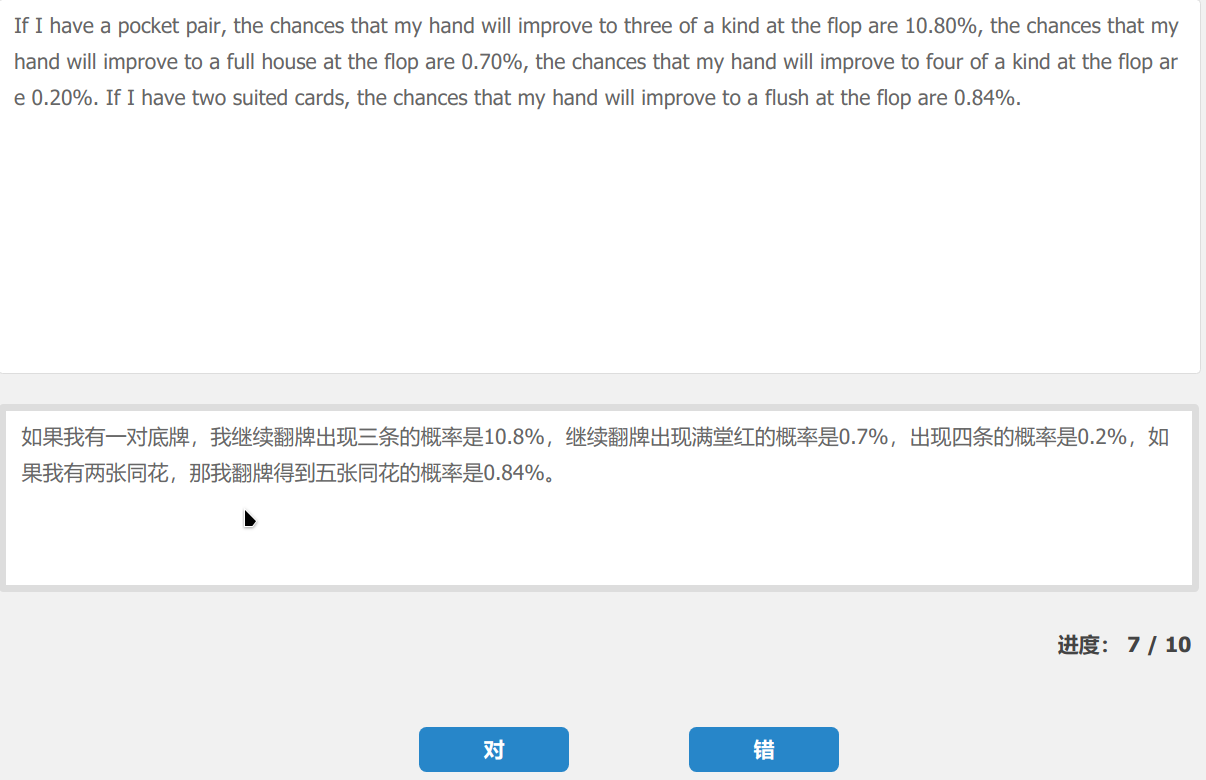 If I have a pocket pair, the chances that my hand will improve to three of a kind at the flop are 10.80%, the chances that my
hand will improve to a full house at the flop are 0.70%, the chances that my hand will improve to four of a kind at the flop ar
e 0.20%. If I have two suited cards, the chances that my hand will improve to a flush at the flop are 0.84%.
如果我有一对底牌，我继续翻牌出现三条的概率是10.8%，继续翻牌出现满堂红的概率是0.7%，出现四条的概率是0.2%，如
果我有两张同花，那我翻牌得到五张同花的概率是0.84%。
进度： 7 / 10
对 错